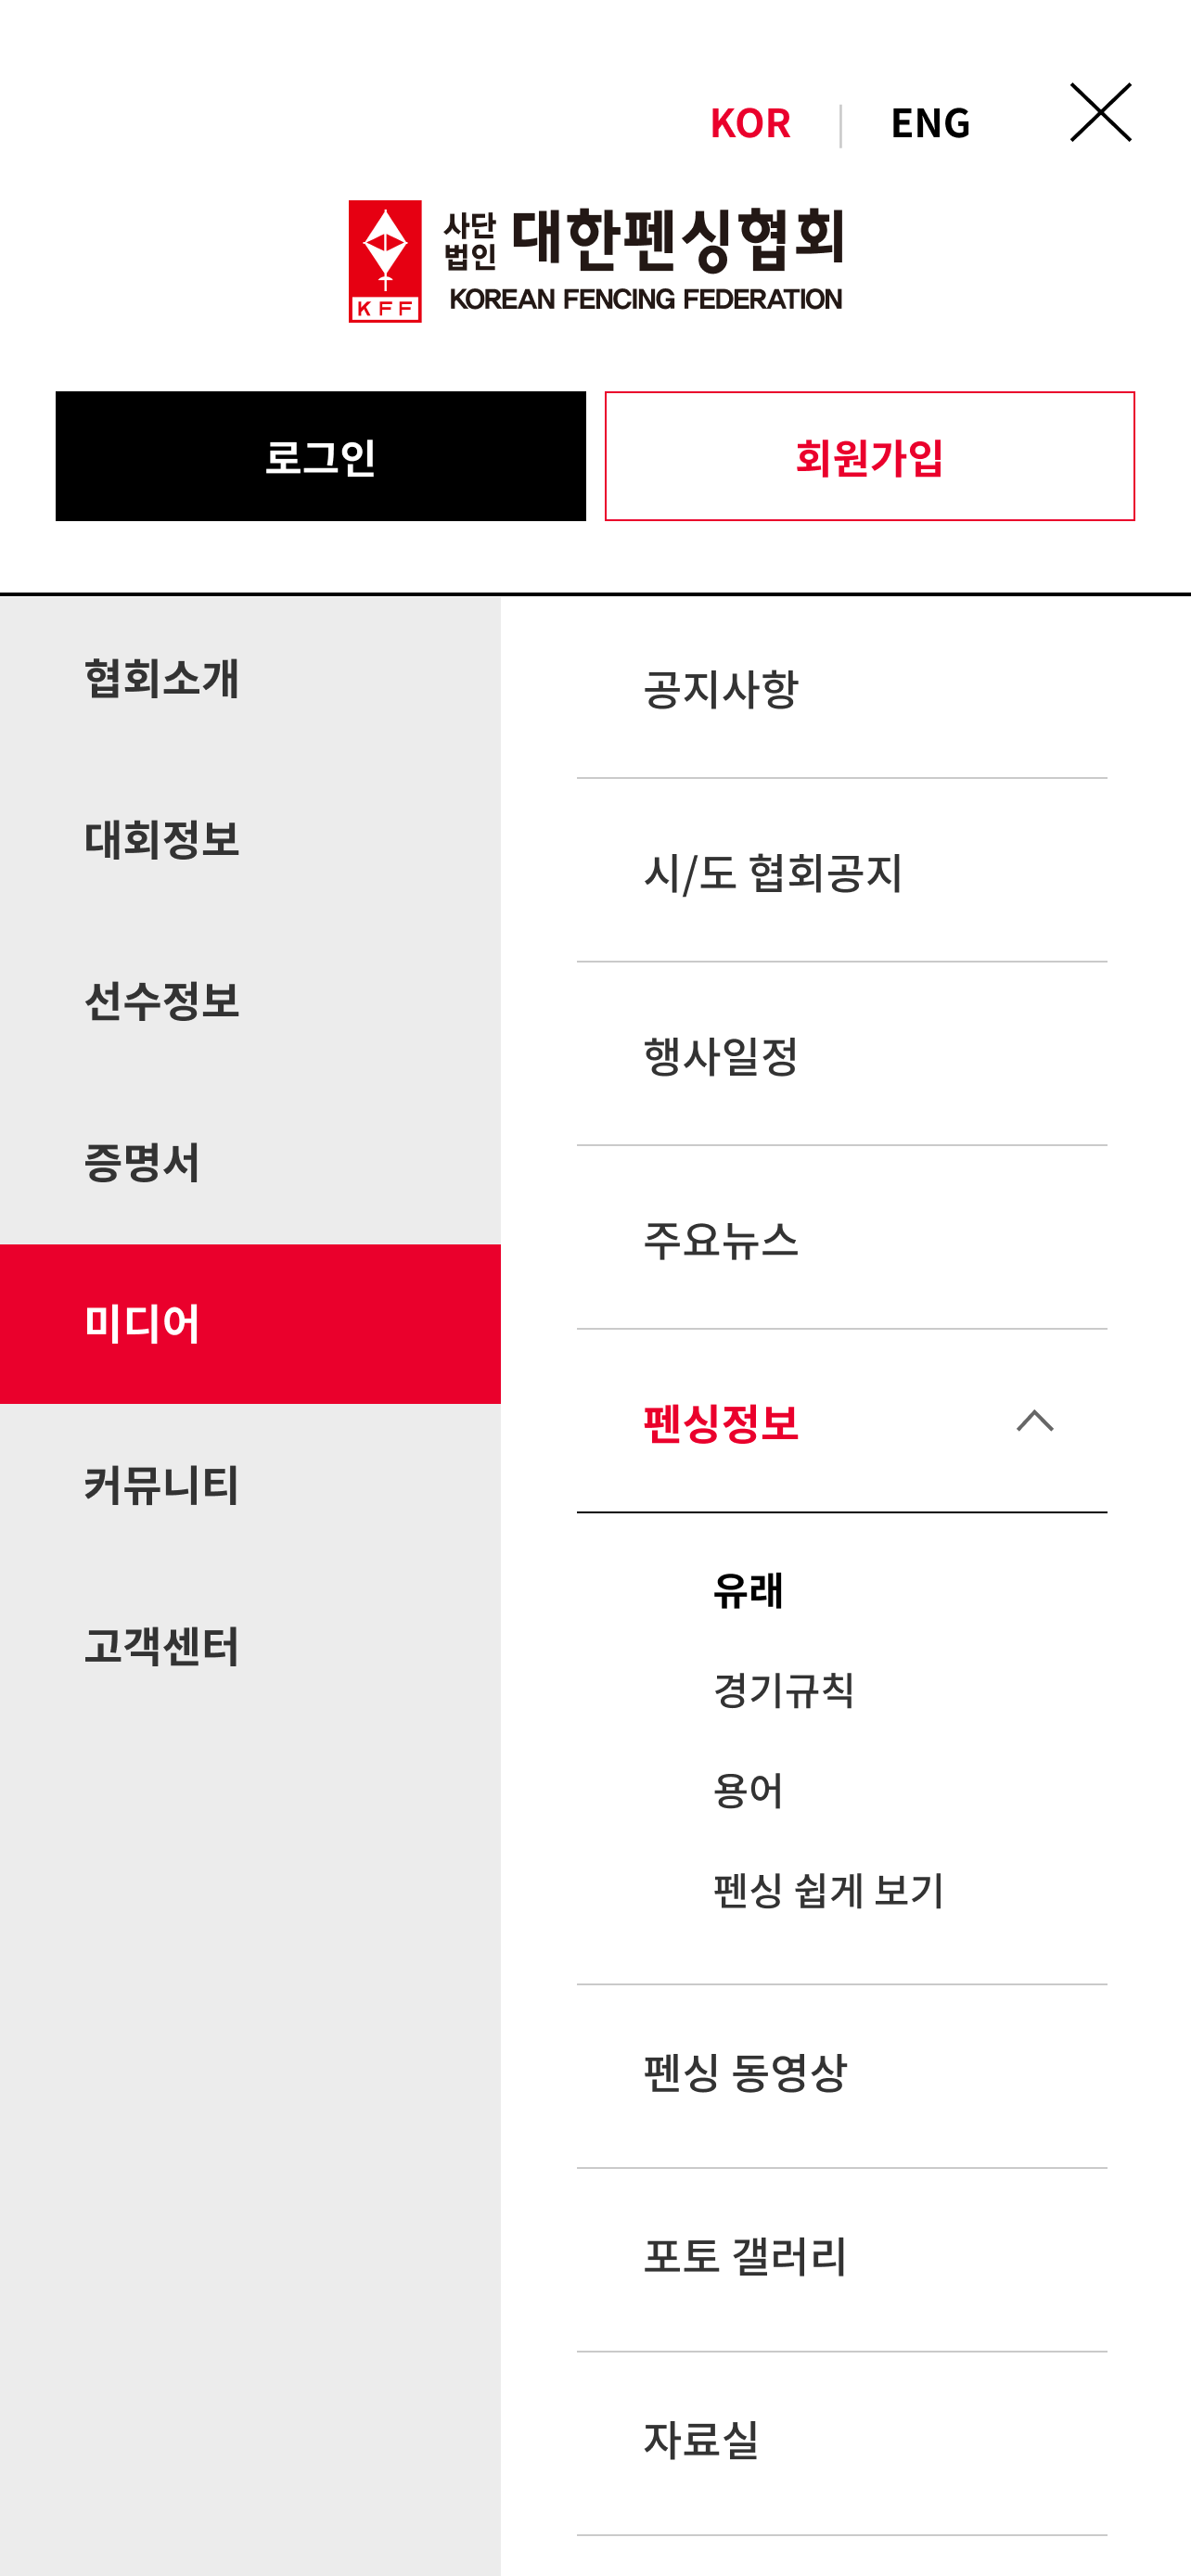 KOR | ENG
사단
법인
대한펜싱협회
KOREAN FENCING FEDERATION
KFF
로그인
회원가입
협회소개
대회정보
선수정보
증명서
미디어
커뮤니티
고객센터
공지사항
시/도 협회공지
행사일정
주요뉴스
펜싱정보
유래
경기규칙
용어
펜싱 쉽게 보기
펜싱 동영상
포토 갤러리
자료실